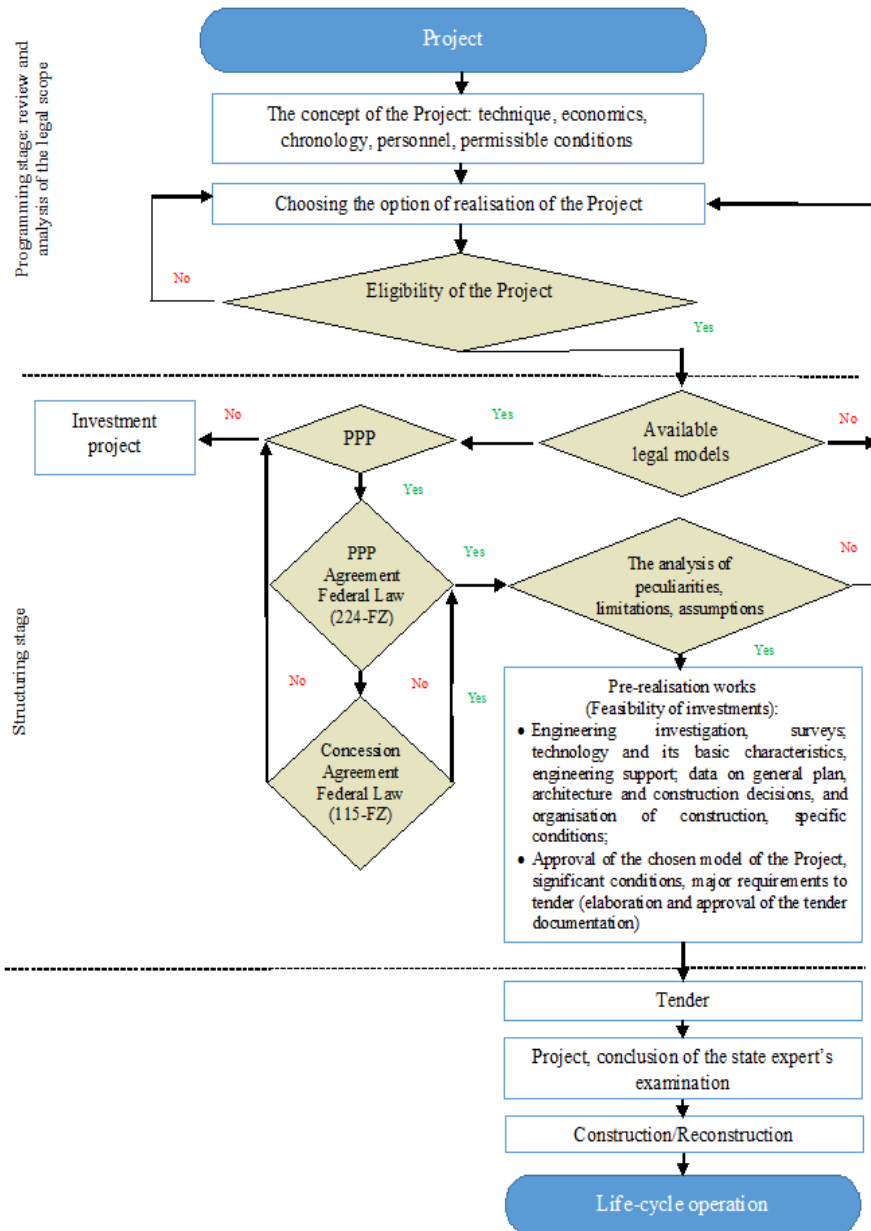 Project
Programming stage: review and
analysis of the legal scope
The concept of the Project: technique, economics,
chronology, personnel, permissible conditions
Choosing the option of realisation of the Project
No
Eligibility of the Project
Yes
Structuring stage
Investment
project
No
PPP
Yes
Available
legal models
No
Yes
PPP
Agreement
Federal Law
(224-FZ)
Yes
The analysis of
peculiarities,
limitations, assumptions
No
Yes
No
No
Yes
Concession
Agreement
Federal Law
(115-FZ)
Pre-realisation works
(Feasibility of investments):
• Engineering investigation, surveys;
technology and its basic characteristics,
engineering support; data on general plan,
architecture and construction decisions, and
organisation of construction, specific
conditions;
• Approval of the chosen model of the Project,
significant conditions, major requirements to
tender (elaboration and approval of the tender
documentation)
Tender
Project, conclusion of the state expert’s
examination
Construction/Reconstruction
Life-cycle operation